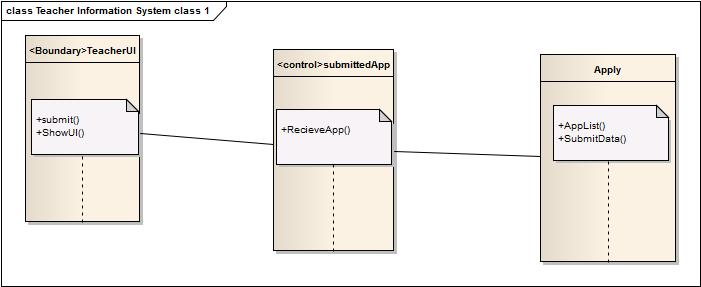 class Teacher Information System class 1
<Boundary>TeacherUI
+submit()
+ShowUI()
<control>submittedApp
+RecieveApp()
Apply
+AppList()
+SubmitData()